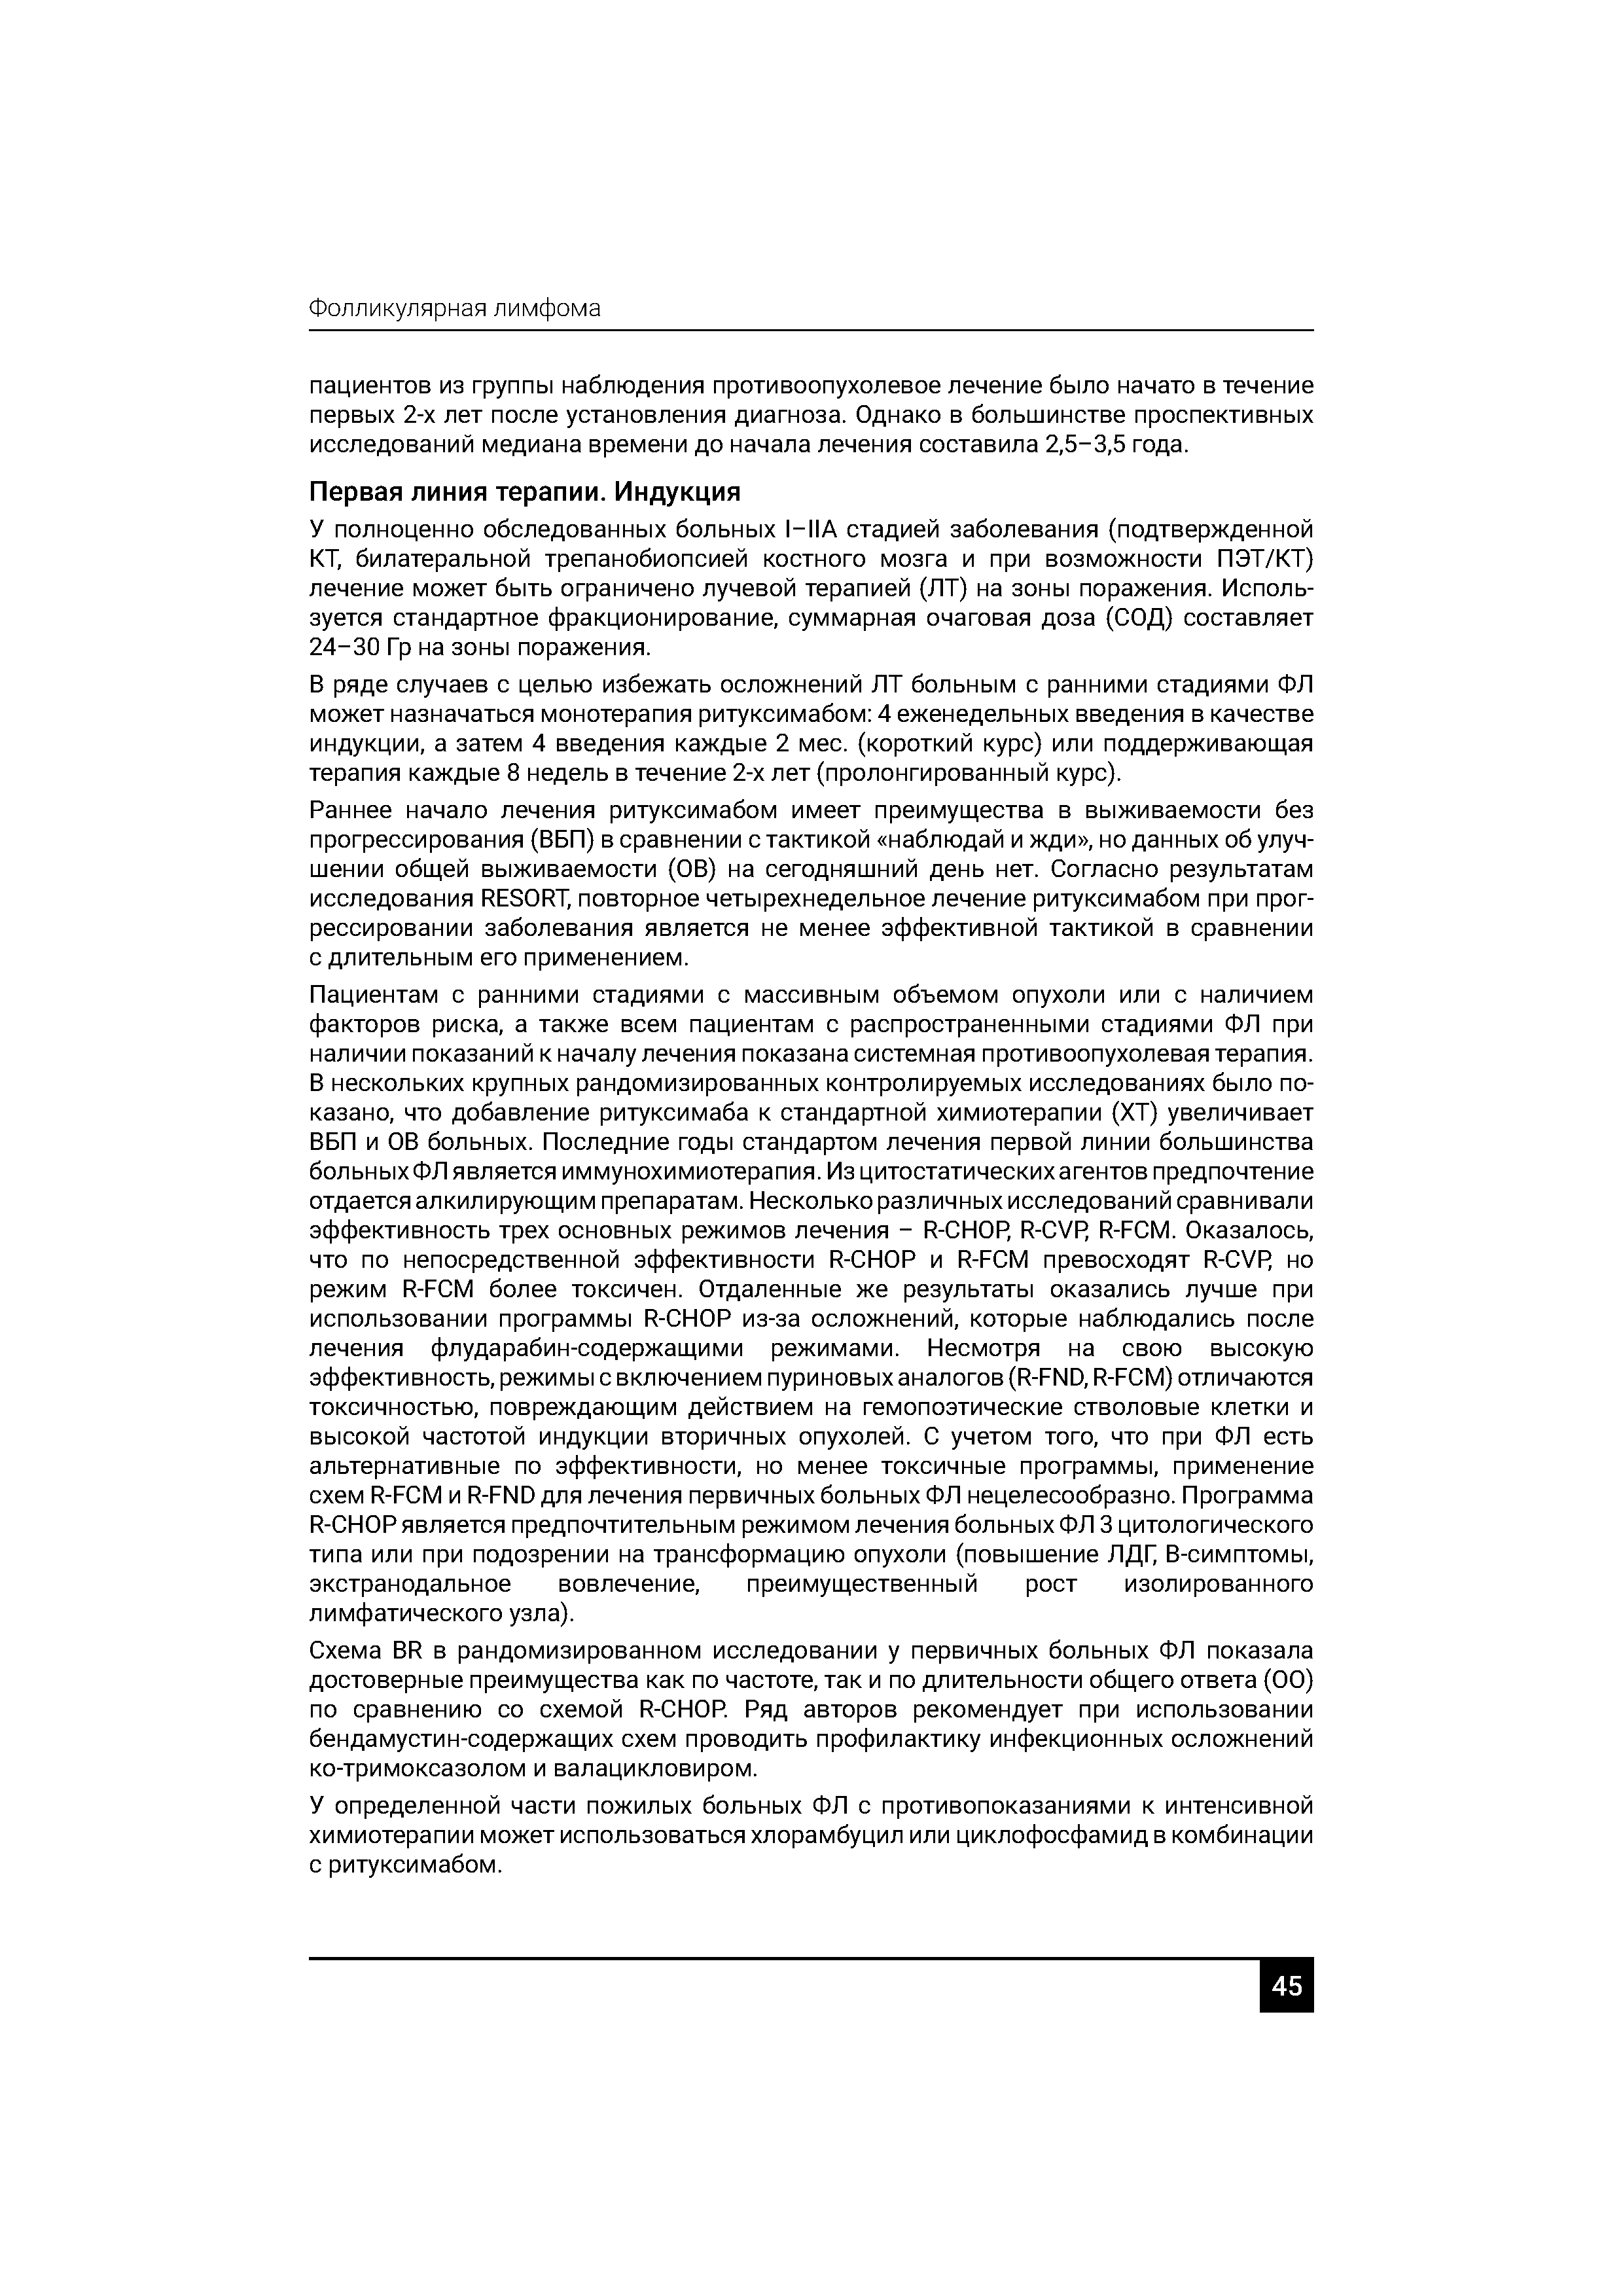 Фолликулярная лимфома
пациентов из группы наблюдения противоопухолевое лечение было начато в течение
первых 2-х лет после установления диагноза. Однако в большинстве проспективных
исследований медиана времени до начала лечения составила 2,5–3,5 года.
Первая линия терапии. Индукция
У полноценно обследованных больных I–IIA стадией заболевания (подтвержденной
КТ, билатеральной трепанобиопсией костного мозга и при возможности ПЭТ/КТ)
лечение может быть ограничено лучевой терапией (ЛТ) на зоны поражения. Исполь-
зуется стандартное фракционирование, суммарная очаговая доза (СОД) составляет
24–30 Гр на зоны поражения.
В ряде случаев с целью избежать осложнений ЛТ больным с ранними стадиями ФЛ
может назначаться монотерапия ритуксимабом: 4 еженедельных введения в качестве
индукции, а затем 4 введения каждые 2 мес. (короткий курс) или поддерживающая
терапия каждые 8 недель в течение 2-х лет (пролонгированный курс).
Раннее начало лечения ритуксимабом имеет преимущества в выживаемости без
прогрессирования (ВБП) в сравнении с тактикой «наблюдай и жди», но данных об улуч-
шении общей выживаемости (ОВ) на сегодняшний день нет. Согласно результатам
исследования RESORT, повторное четырехнедельное лечение ритуксимабом при прог-
рессировании заболевания является не менее эффективной тактикой в сравнении
с длительным его применением.
Пациентам с ранними стадиями с массивным объемом опухоли или с наличием
факторов риска, а также всем пациентам с распространенными стадиями ФЛ при
наличии показаний к началу лечения показана системная противоопухолевая терапия.
В нескольких крупных рандомизированных контролируемых исследованиях было по-
казано, что добавление ритуксимаба к стандартной химиотерапии (ХТ) увеличивает
ВБП и ОВ больных. Последние годы стандартом лечения первой линии большинства
больных ФЛ является иммунохимиотерапия. Из цитостатических агентов предпочтение
отдается алкилирующим препаратам. Несколько различных исследований сравнивали
эффективность трех основных режимов лечения – R-CHOP, R-CVP, R-FCM. Оказалось,
что по непосредственной эффективности R-CHOP и R-FCM превосходят R-CVP, но
режим R-FCM более токсичен. Отдаленные же результаты оказались лучше при
использовании программы R-CHOP из-за осложнений, которые наблюдались после
лечения флударабин-содержащими режимами. Несмотря на свою высокую
эффективность, режимы с включением пуриновых аналогов (R-FND, R-FCM) отличаются
токсичностью, повреждающим действием на гемопоэтические стволовые клетки и
высокой частотой индукции вторичных опухолей. С учетом того, что при ФЛ есть
альтернативные по эффективности, но менее токсичные программы, применение
схем R-FCM и R-FND для лечения первичных больных ФЛ нецелесообразно. Программа
R-CHOP является предпочтительным режимом лечения больных ФЛ 3 цитологического
типа или при подозрении на трансформацию опухоли (повышение ЛДГ, В-симптомы,
экстранодальное вовлечение, преимущественный рост изолированного
лимфатического узла).
Схема BR в рандомизированном исследовании у первичных больных ФЛ показала
достоверные преимущества как по частоте, так и по длительности общего ответа (ОО)
по сравнению со схемой R-CHOP. Ряд авторов рекомендует при использовании
бендамустин-содержащих схем проводить профилактику инфекционных осложнений
ко-тримоксазолом и валацикловиром.
У определенной части пожилых больных ФЛ с противопоказаниями к интенсивной
химиотерапии может использоваться хлорамбуцил или циклофосфамид в комбинации
с ритуксимабом.
45